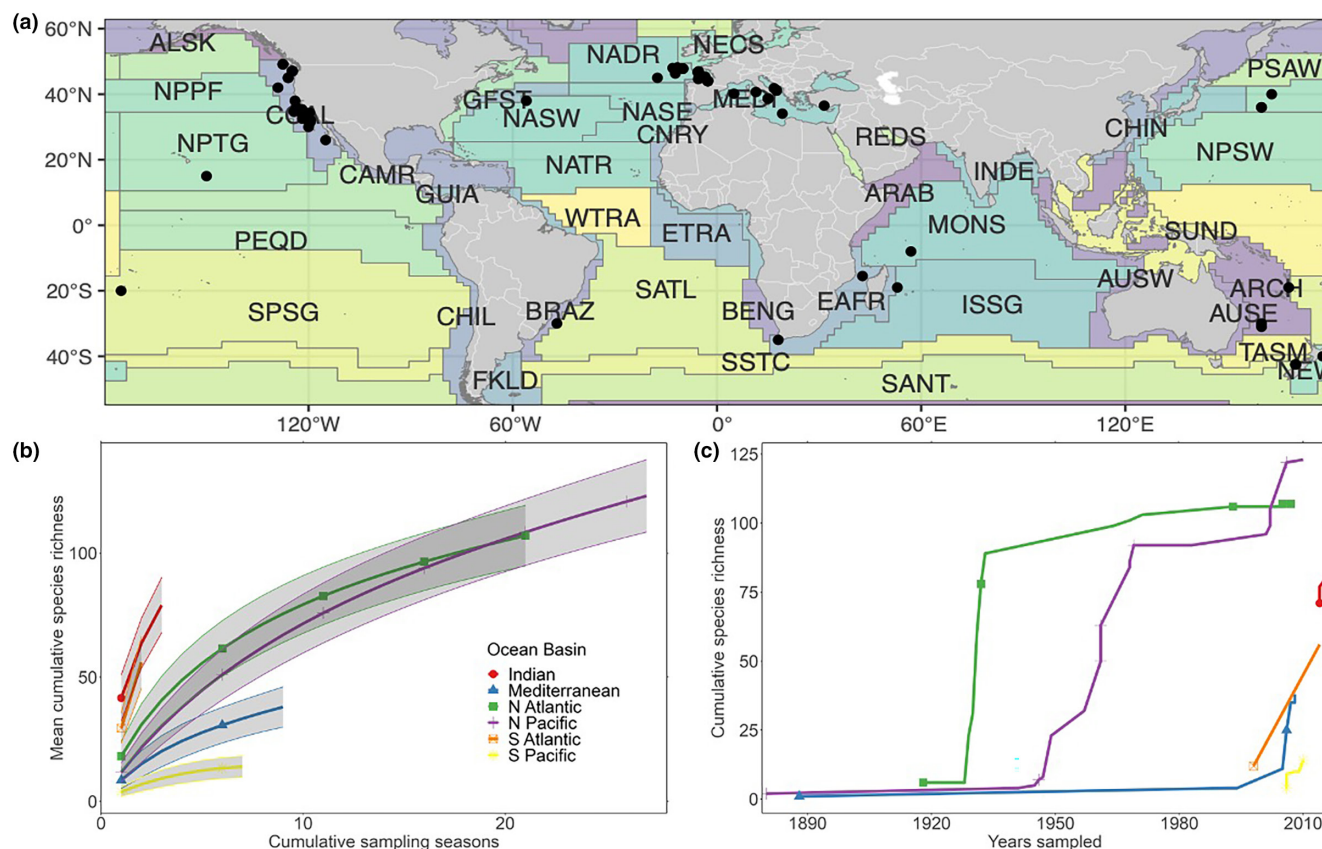 (a)
60°N
40°N
20°N
0°
20°S
40°S
ALSK
NADR
NECS
PSAW
NPPF
GFST
NASW
NASE
MEDI
CCAL
CNRY
CHIN
NPTG
REDS
NPSW
NATR
INDE
CAMR
GUIA
ARAB
WTRA
MONS
SUND
PEQD
ETRA
AUSW
SPSG
CHIL
BRAZ
SATL
BENG
EAFR
ISSG
ARCH
AUSE
SSTC
TASM
FKLD
SANT
120°W
60°W
0°
60°E
120°E
(b)
Mean cumulative species richness
100
50
0
0
10
20
Cumulative sampling seasons
Ocean Basin
Indian
Mediterranean
N Atlantic
N Pacific
S Atlantic
S Pacific
(c)
Cumulative species richness
125
100
75
50
25
0
1890
1920
1950
1980
2010
Years sampled